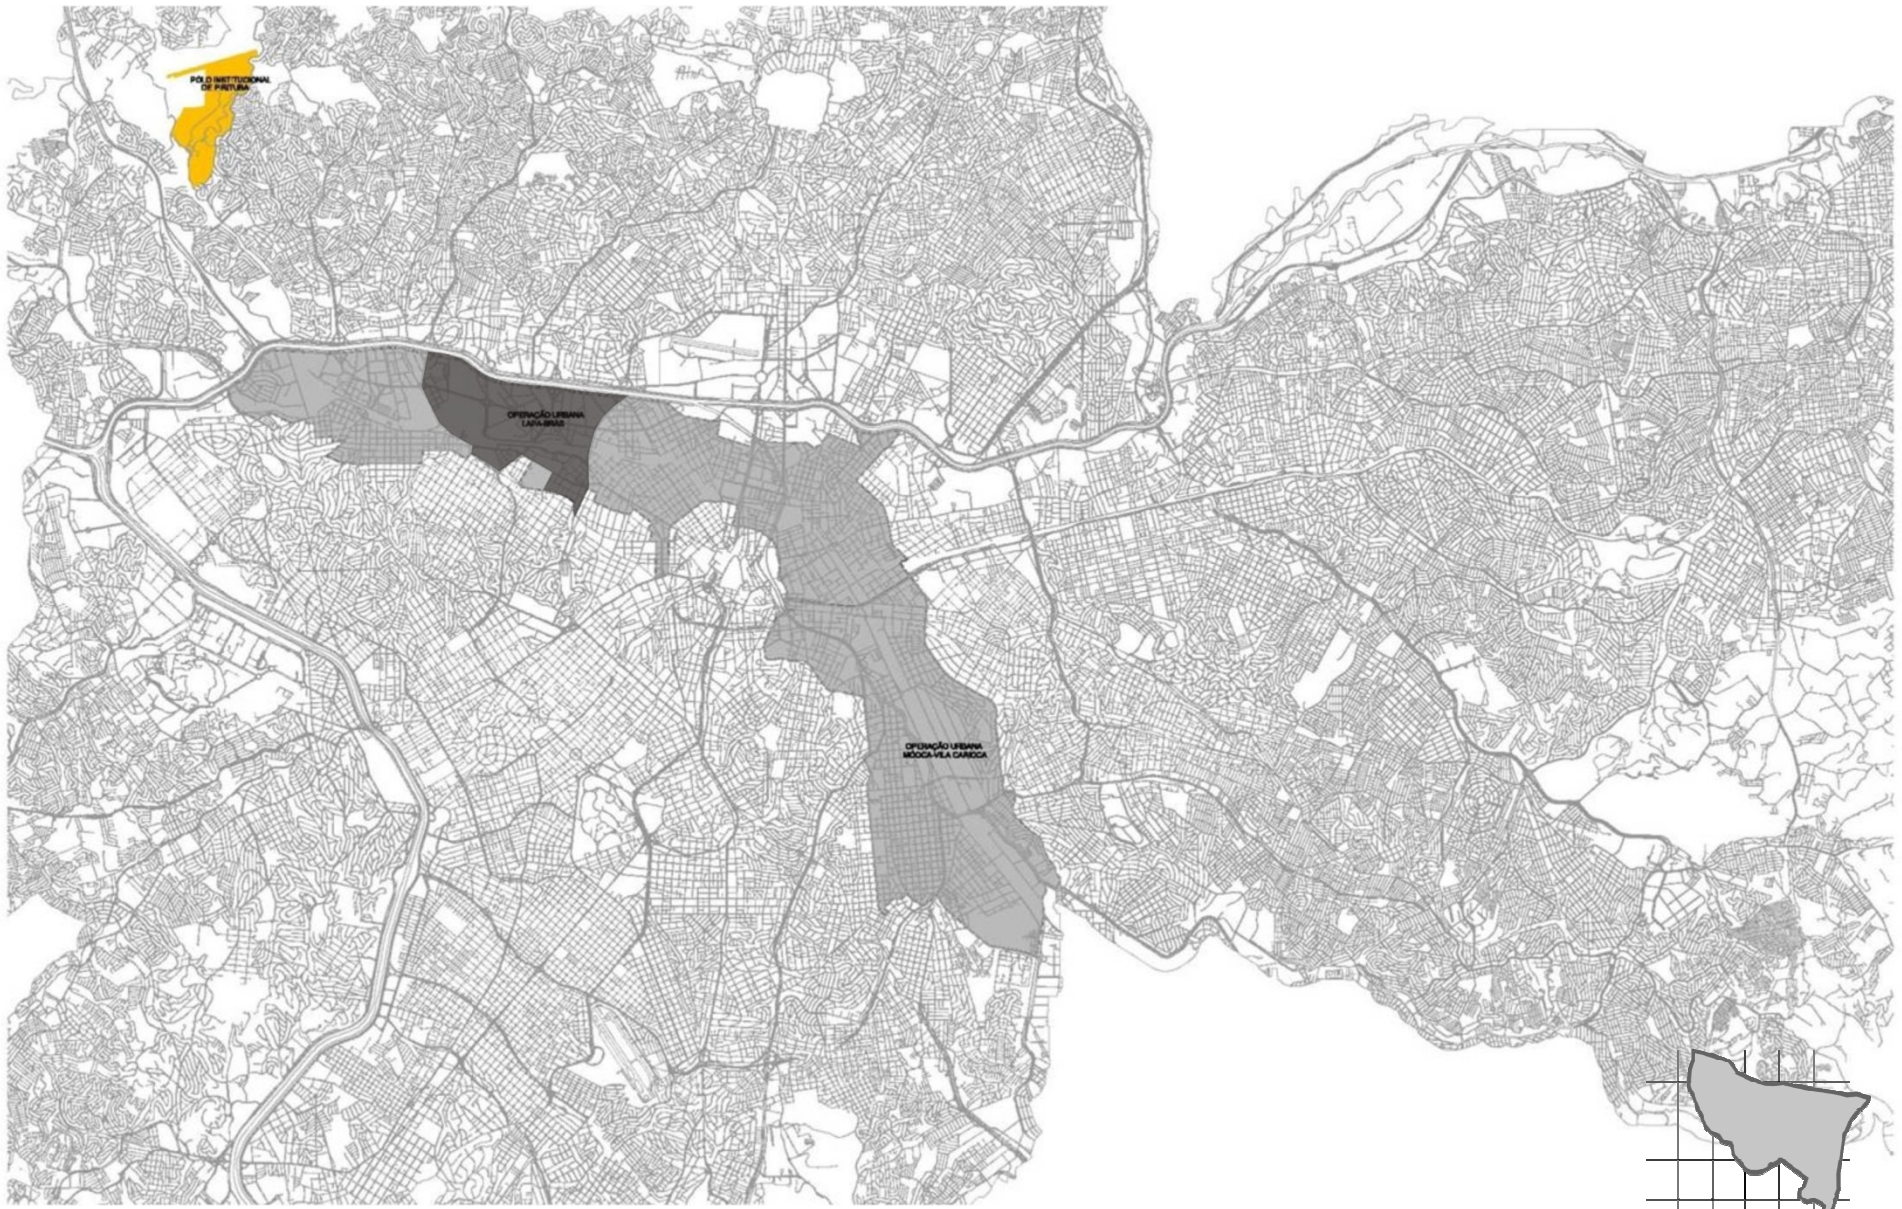 PÓLO INSTITUCIONAL
DE PIRITUBA
OPERAÇÃO URBANA
LAPA-BRÁS
OPERAÇÃO URBANA
MOOCA-VILA CARIOCA